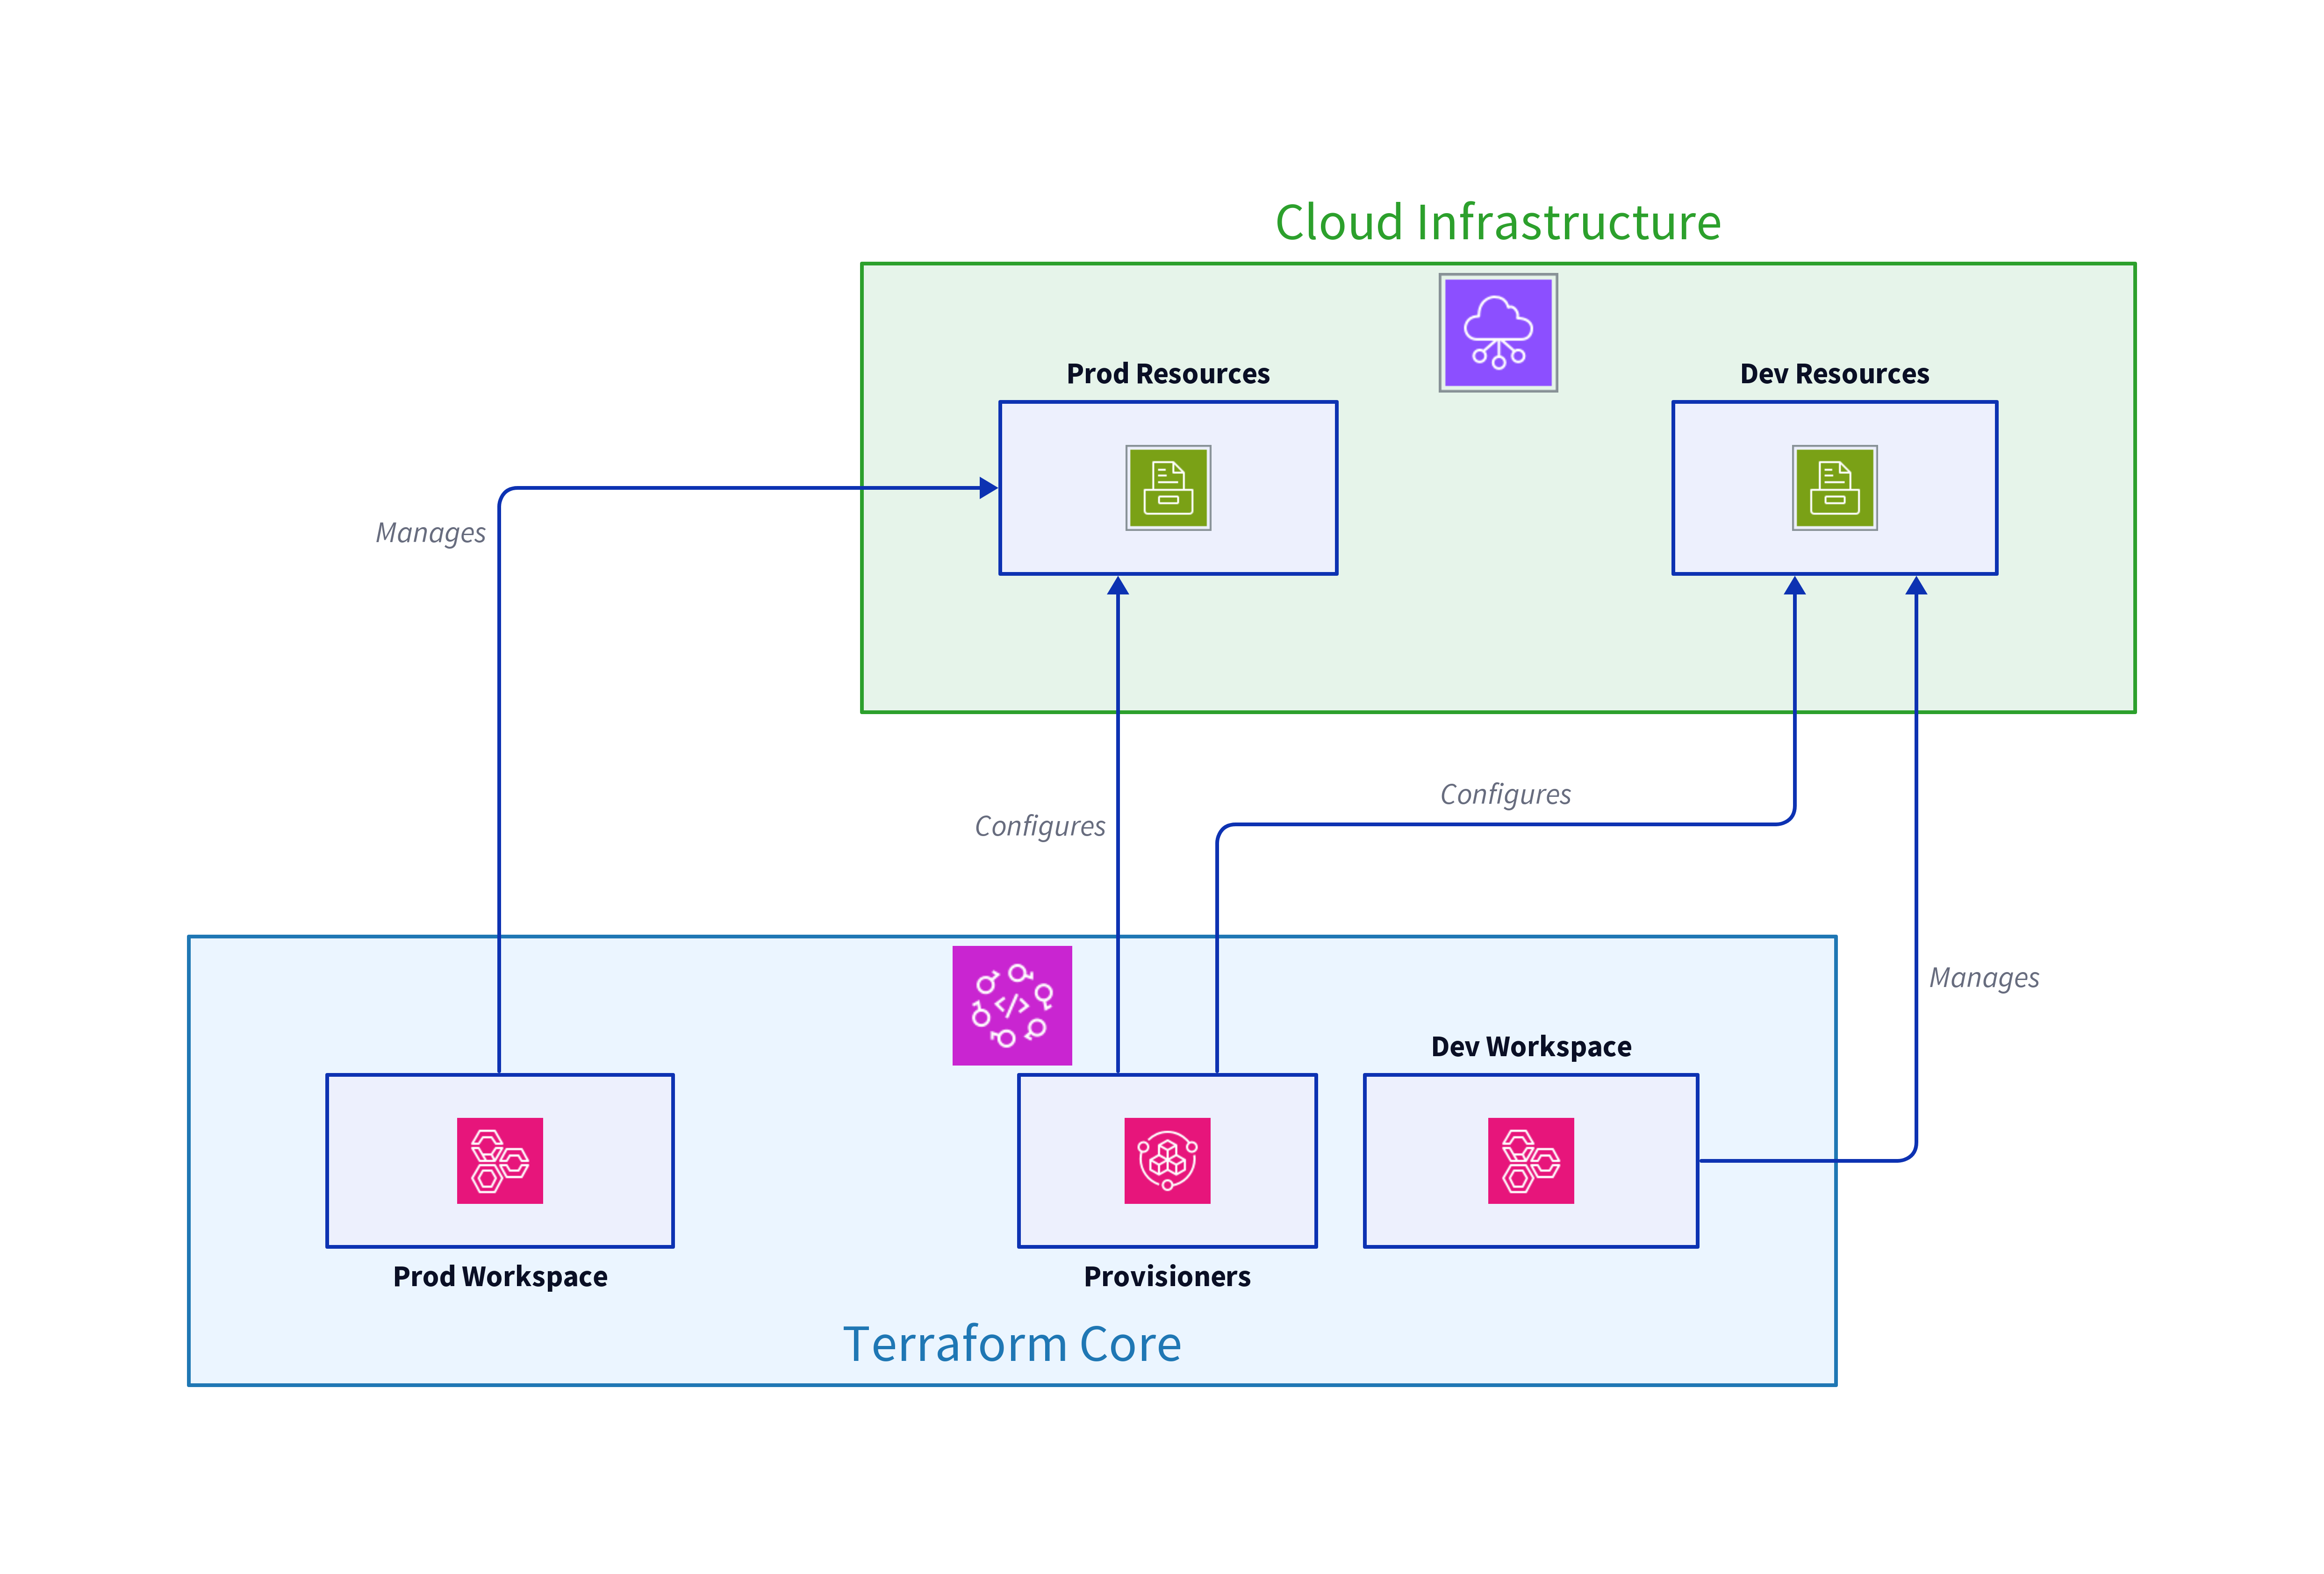 Cloud Infrastructure
Prod Resources
Dev Resources
Manages
Configures
Configures
Manages
Dev Workspace
Prod Workspace
Provisioners
Terraform Core